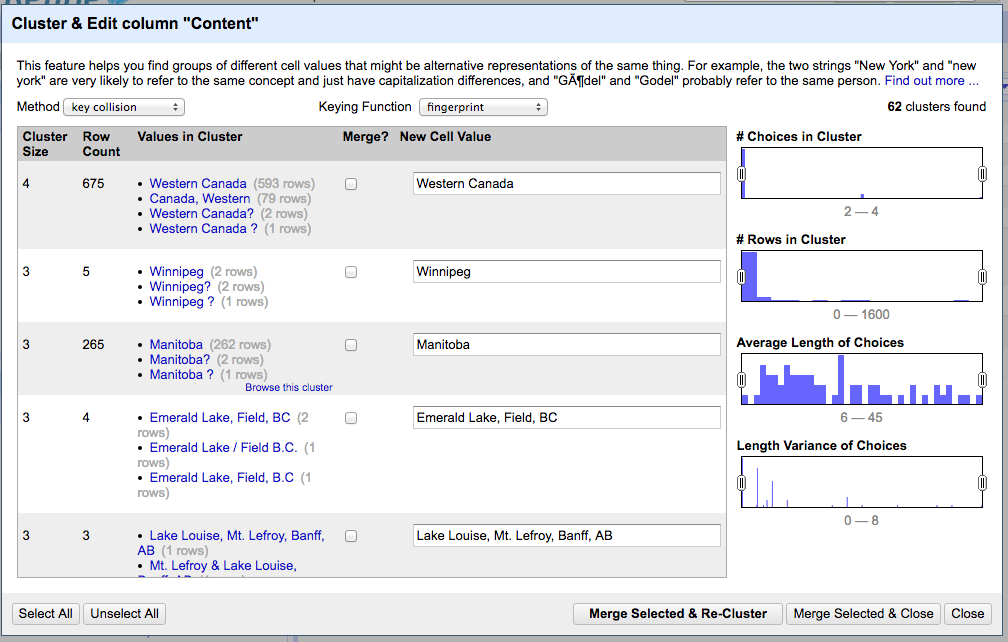 Cluster & Edit column "Content"
This feature helps you find groups of different cell values that might be alternative representations of the same thing. For example, the two strings "New York" and "new
york" are very likely to refer to the same concept and just have capitalization differences, and "GÃ¶del" and "Godel" probably refer to the same person. Find out more ...
Method key collision Keying Function fingerprint 62 clusters found
Cluster Size Row Count Values in Cluster Merge? New Cell Value
4 675 • Western Canada (593 rows) Western Canada
• Canada, Western (79 rows)
• Western Canada? (2 rows)
• Western Canada ? (1 rows)
3 5 • Winnipeg (2 rows) Winnipeg
• Winnipeg? (2 rows)
• Winnipeg ? (1 rows)
3 265 • Manitoba (262 rows) Manitoba
• Manitoba? (2 rows)
• Manitoba ? (1 rows)
Browse this cluster
3 4 • Emerald Lake, Field, BC (2 Emerald Lake, Field, BC
rows)
• Emerald Lake / Field B.C. (1
rows)
• Emerald Lake, Field, B.C (1
rows)
3 3 • Lake Louise, Mt. Lefroy, Banff, Lake Louise, Mt. Lefroy, Banff, AB
AB (1 rows)
• Mt. Lefroy & Lake Louise,
# Choices in Cluster
2 — 4
# Rows in Cluster
0 — 1600
Average Length of Choices
6 — 45
Length Variance of Choices
0 — 8
Select All Unselect All Merge Selected & Re-Cluster Merge Selected & Close Close